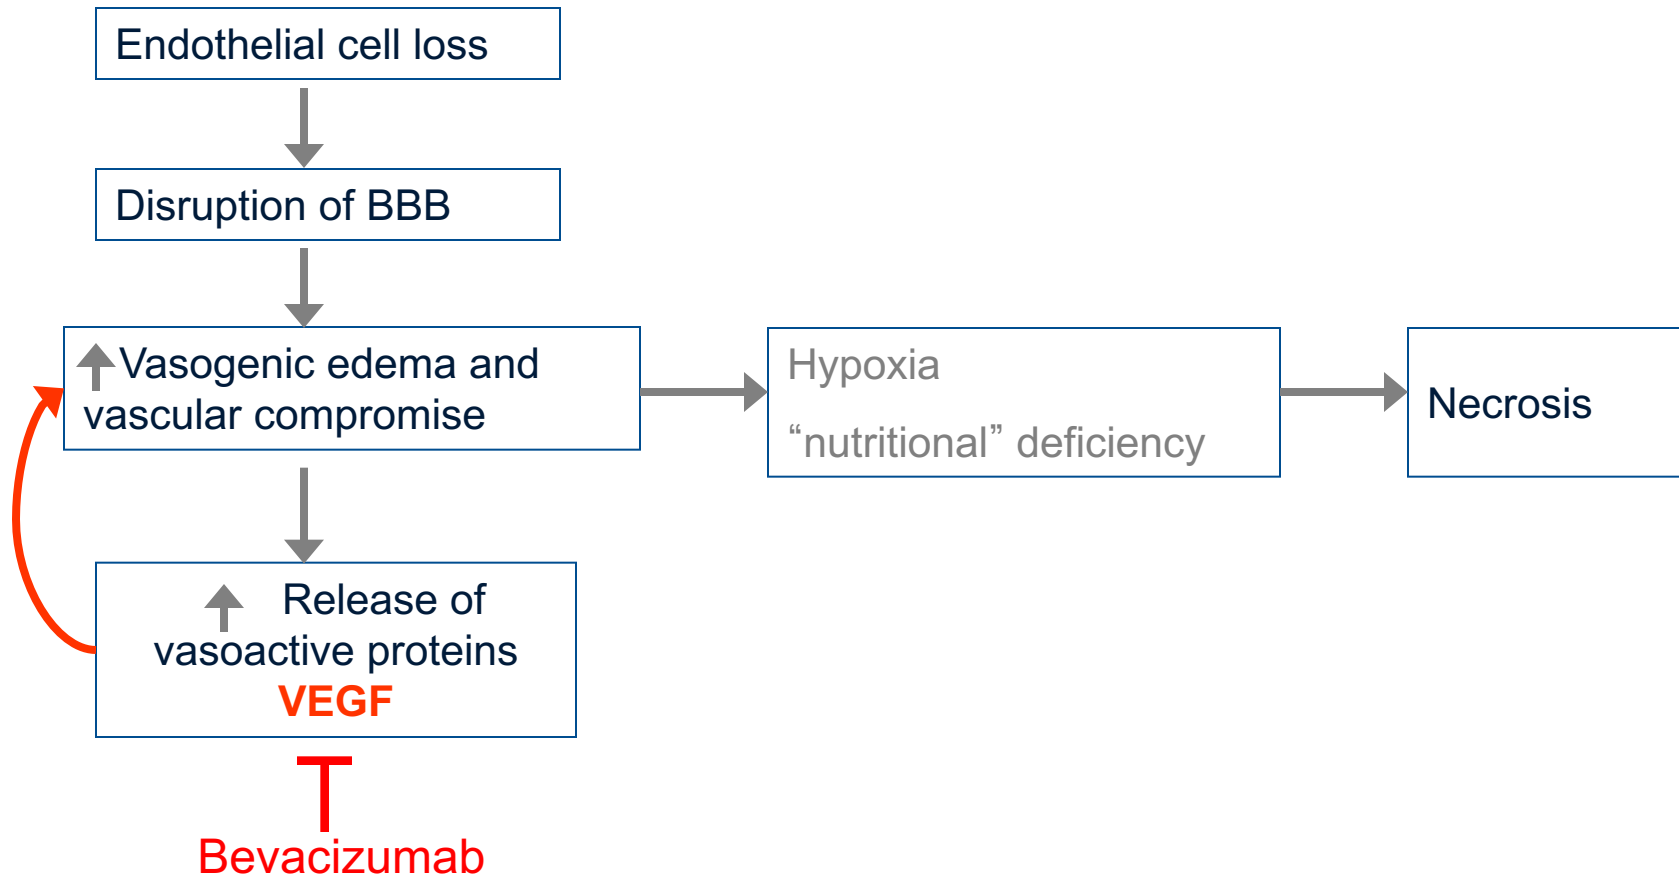 Endothelial cell loss
Disruption of BBB
Vasogenic edema and
vascular compromise
Hypoxia
“nutritional” deficiency
Necrosis
Release of
vasoactive proteins
VEGF
Bevacizumab